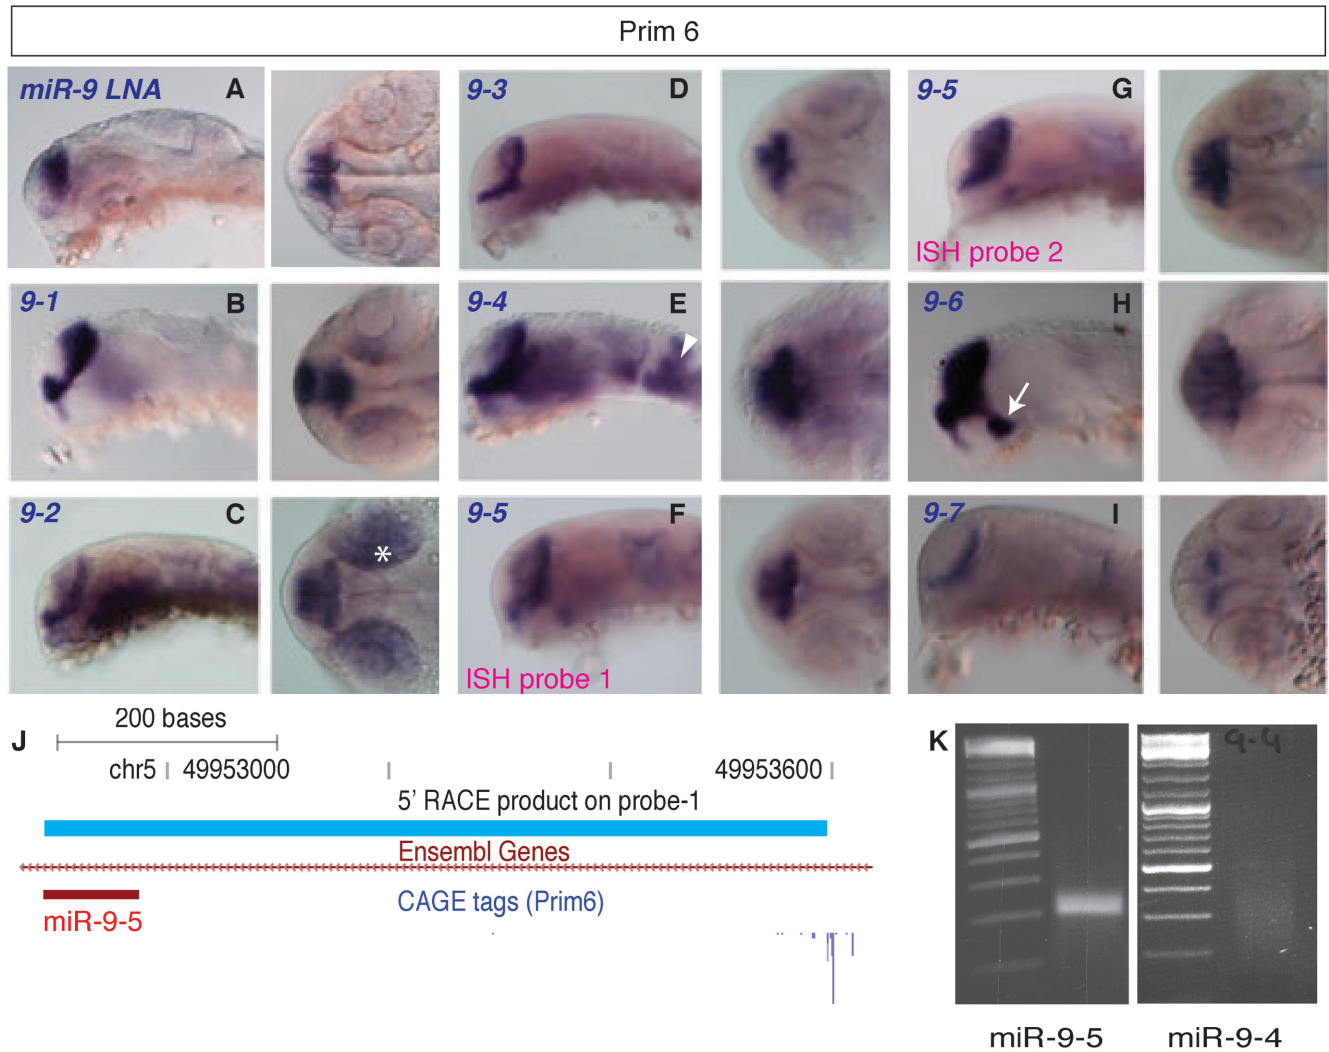 Prim 6
miR-9 LNA A
9-3 D
9-5 G
ISH probe 2
9-1 B
9-4 E
9-6 H
9-2 C
*
9-5 F
ISH probe 1
9-7 I
J
200 bases
chr5 49953000 49953600
5’ RACE product on probe-1
Ensembl Genes
CAGE tags (Prim6)
miR-9-5
K
9-4
miR-9-5 miR-9-4